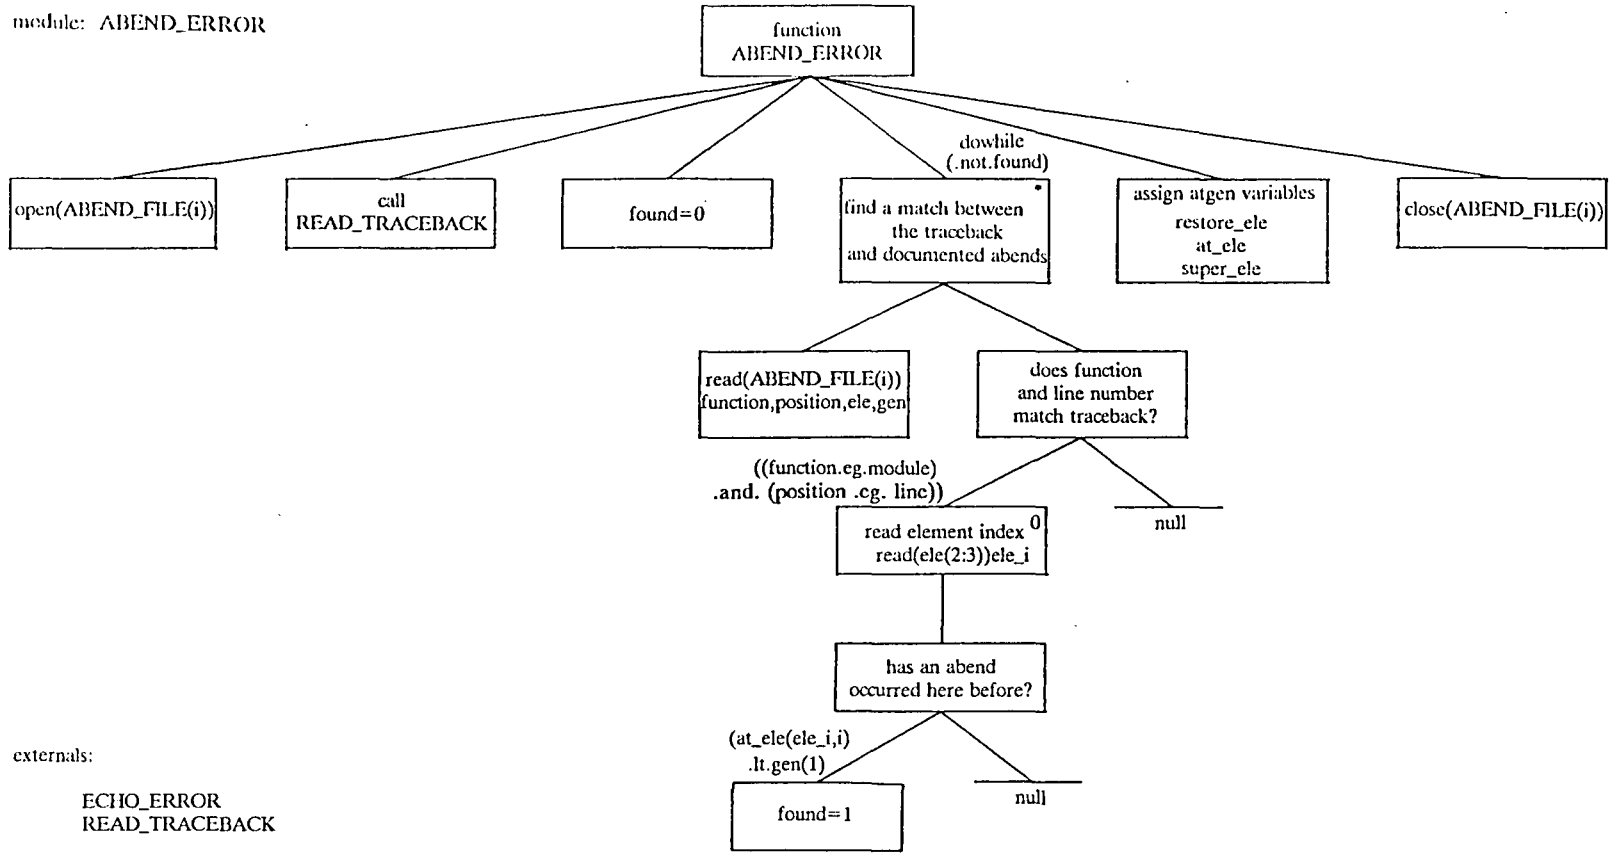 module: ABEND_ERROR
function
ABEND_ERROR
dowhile
(.not.found)
open(ABEND_FILE(i))
call
READ_TRACEBACK
found=0
*
find a match between
the traceback
and documented abends
assign atgen variables
restore_ele
at_ele
super_ele
close(ABEND_FILE(i))
read(ABEND_FILE(i))
function,position,ele,gen
does function
and line number
match traceback?
((function.eg.module)
.and. (position .eg. line))
read element index 0
read(ele(2:3))ele_i
null
has an abend
occurred here before?
(at_ele(ele_i,i)
.lt.gen(1)
found=1
null
externals:
ECHO_ERROR
READ_TRACEBACK